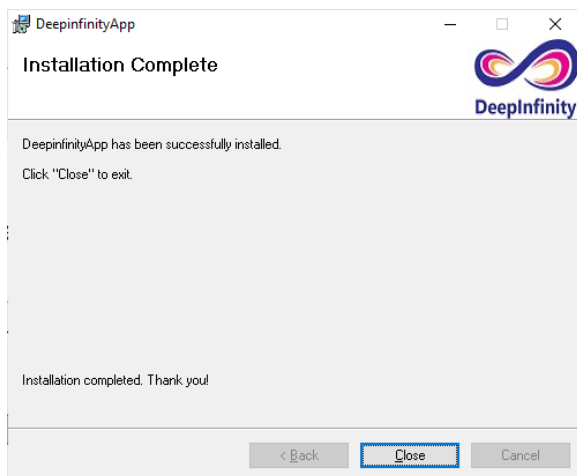 DeepinfinityApp
Installation Complete
DeepInfinity
DeepinfinityApp has been successfully installed.
Click "Close" to exit.
Installation completed. Thank you!
< Back
Close
Cancel